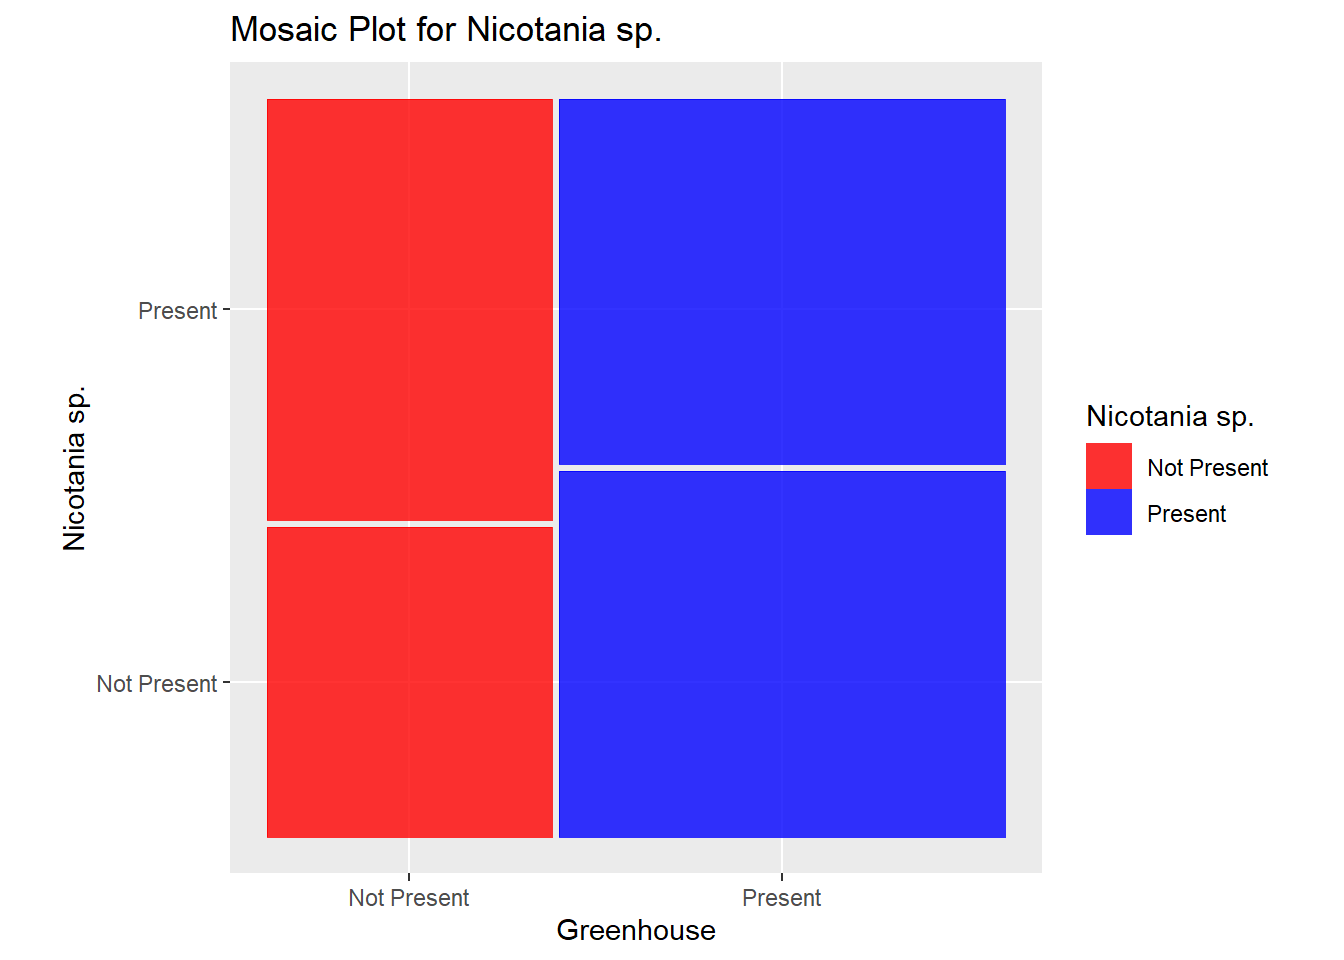 Mosaic Plot for Nicotania sp.
Present
Not Present
Nicotania sp.
Not Present
Present
Greenhouse
Nicotania sp.
Not Present
Present